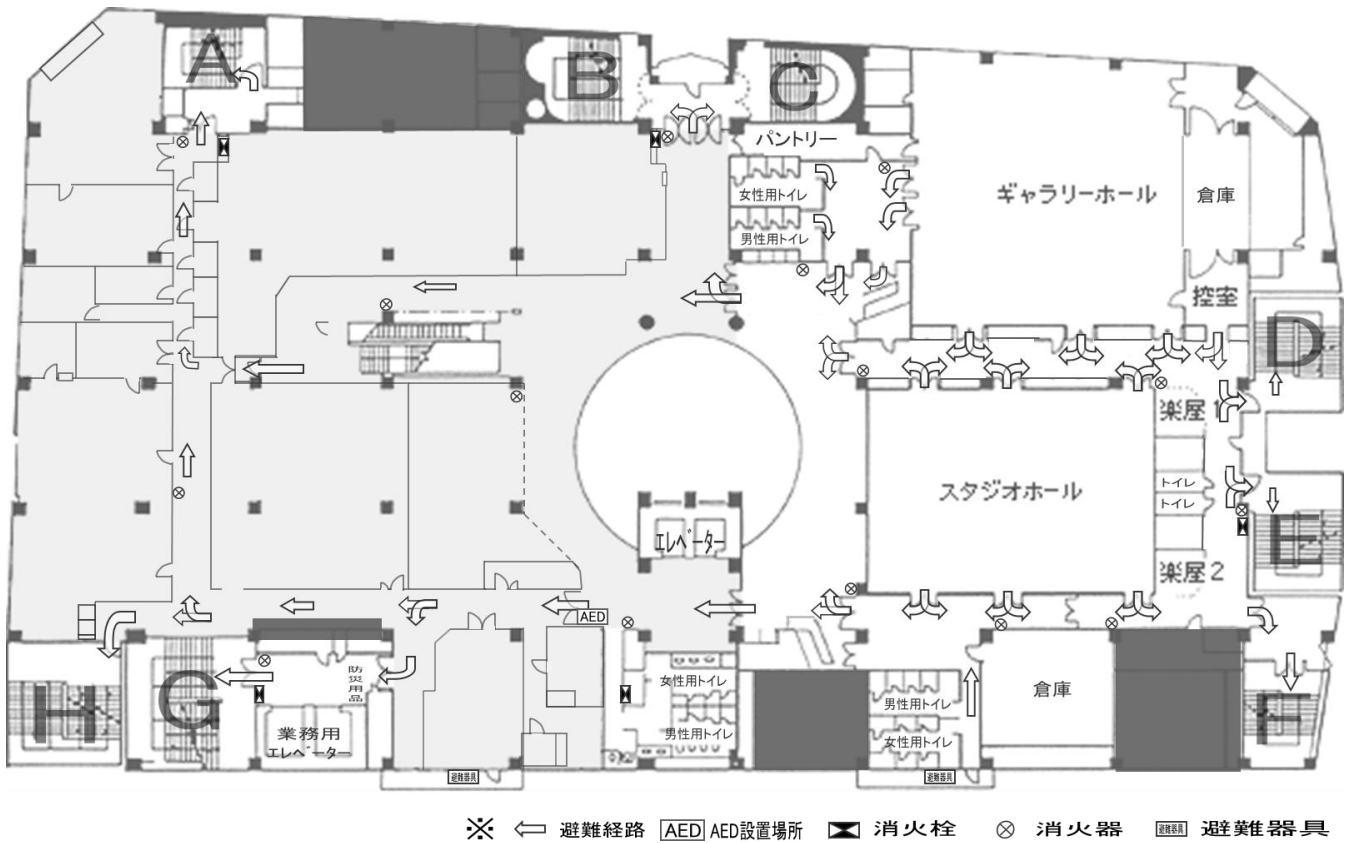 A
B
C
パントリー
女性用トイレ
男性用トイレ
ギャラリーホール
倉庫
控室
D
楽屋1
スタジオホール
トイレ
トイレ
エレベーター
E
楽屋2
AED
防災用品
G
H
業務用
エレベーター
女性用トイレ
男性用トイレ
男性用トイレ
女性用トイレ
倉庫
F
避難器具
避難器具
※ 避難経路 AED AED設置場所 消火栓 消火器 避難器具 避難器具